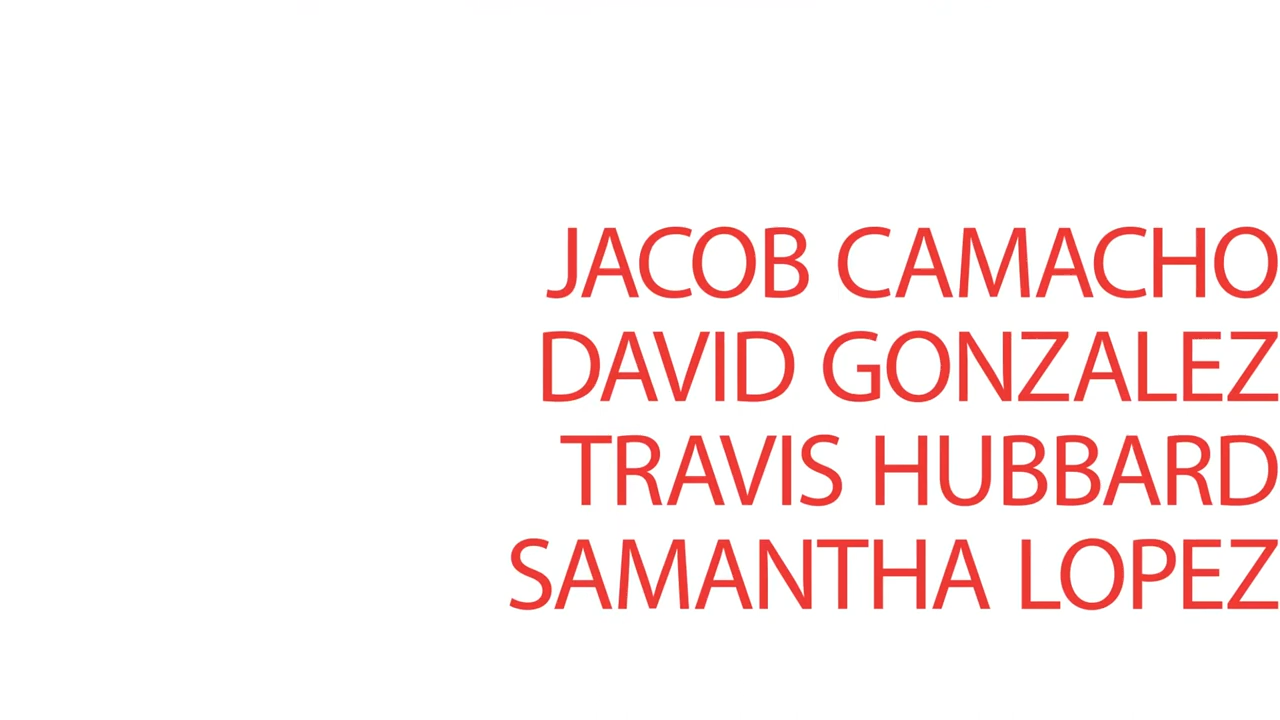 JACOB CAMACHO
DAVID GONZALEZ
TRAVIS HUBBARD
SAMANTHA LOPEZ